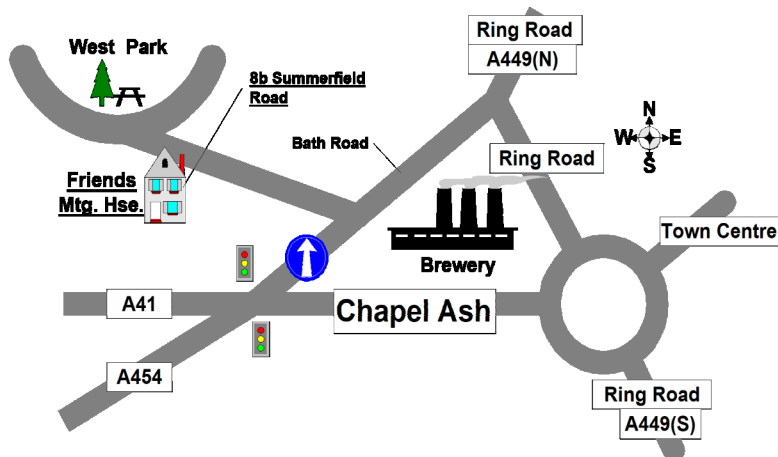 Ring Road
A449(N)
West Park
8b Summerfield
Road
Bath Road
N
W E
S
Ring Road
Friends
Mtg. Hse.
Town Centre
Brewery
A41
Chapel Ash
A454
Ring Road
A449(S)